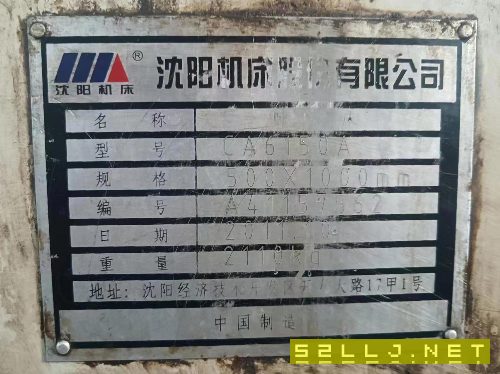 沈阳机床 ®
沈阳机床股份有限公司
名 称
型 号 CA6150A
规 格 500X1000mm
编 号
日 期 2011.
重 量 2110kg
地址: 沈阳经济技术开发区开发大路17甲1号
中国制造
52LLJ.NET